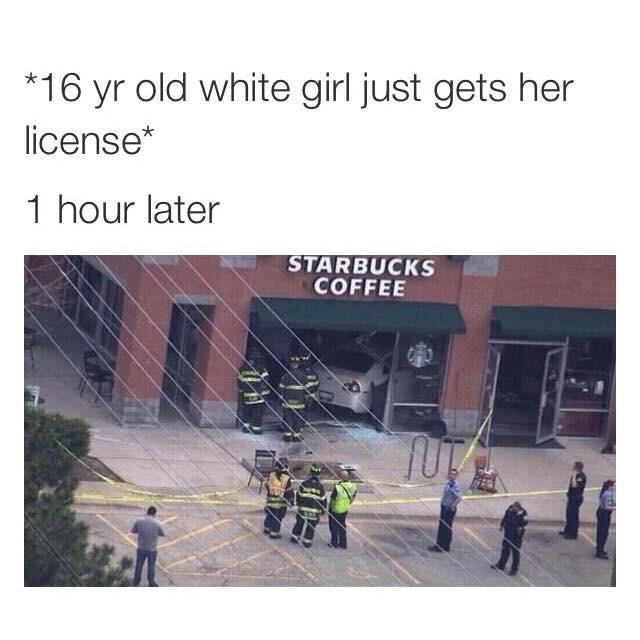 *16 yr old white girl just gets her
license*
1 hour later
STARBUCKS
COFFEE